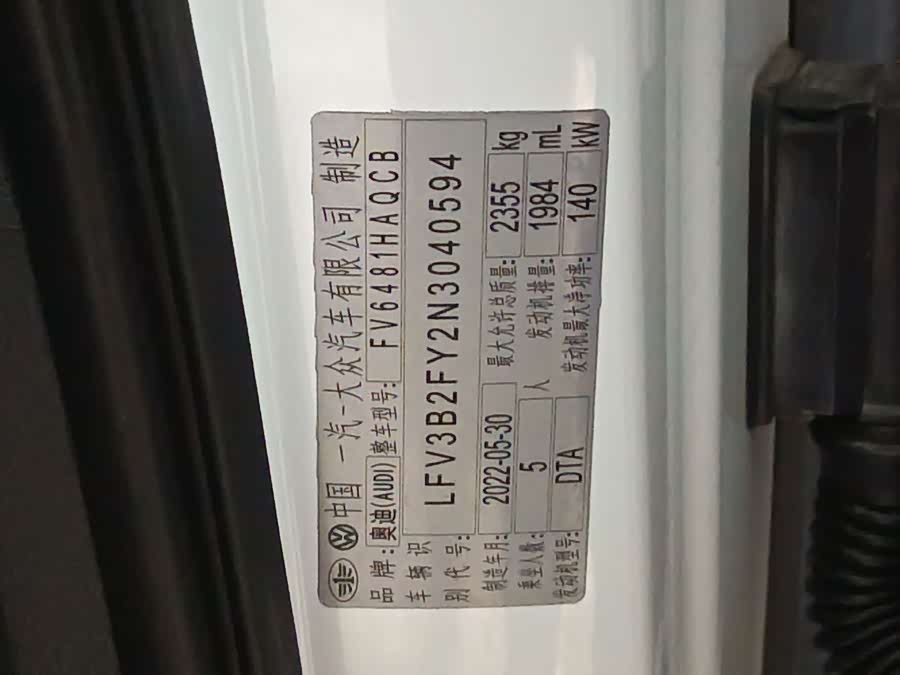 中国 一汽-大众汽车有限公司 制造
品牌:奥迪(AUDI) 整车型号:FV6481HAQCB
车辆识别代号:LFV3B2FY2N3040594
制造年月:2022-05-30 最大允许总质量:2355 kg
乘坐人数:5 人 发动机排量:1984 mL
发动机型号:DTA 发动机最大净功率:140 kW